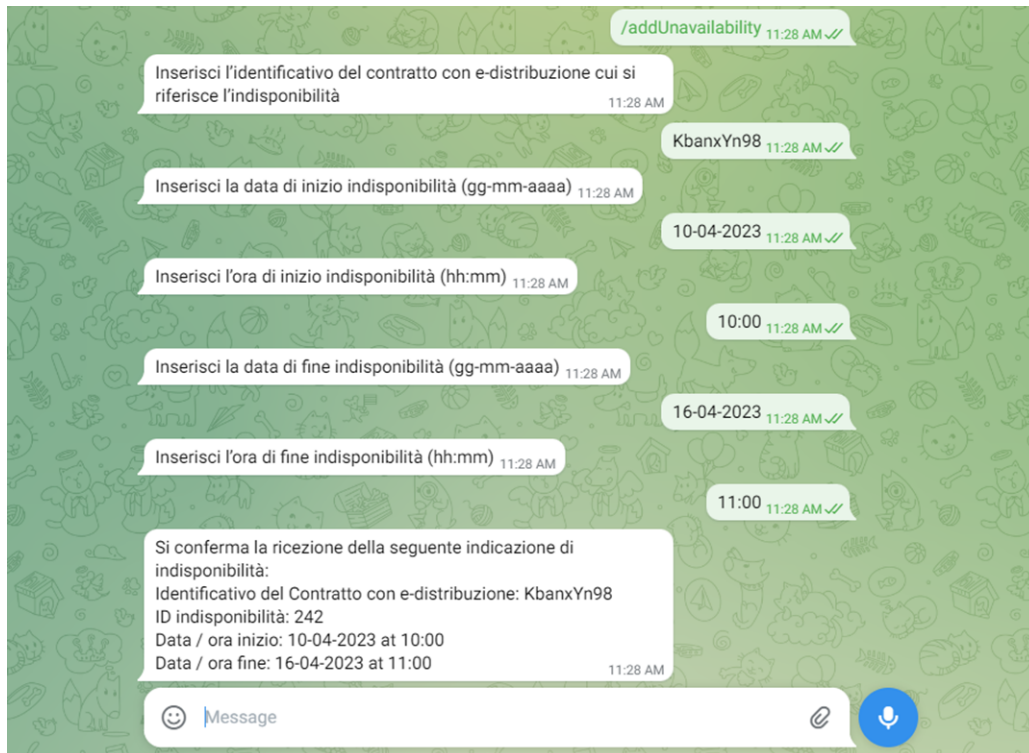 /addUnavailability 11:28 AM
Inserisci l'identificativo del contratto con e-distribuzione cui si
riferisce l'indisponibilità 11:28 AM
KbanxYn98 11:28 AM
Inserisci la data di inizio indisponibilità (gg-mm-aaaa) 11:28 AM
10-04-2023 11:28 AM
Inserisci l'ora di inizio indisponibilità (hh:mm) 11:28 AM
10:00 11:28 AM
Inserisci la data di fine indisponibilità (gg-mm-aaaa) 11:28 AM
16-04-2023 11:28 AM
Inserisci l'ora di fine indisponibilità (hh:mm) 11:28 AM
11:00 11:28 AM
Si conferma la ricezione della seguente indicazione di
indisponibilità:
Identificativo del Contratto con e-distribuzione: KbanxYn98
ID indisponibilità: 242
Data / ora inizio: 10-04-2023 at 10:00
Data / ora fine: 16-04-2023 at 11:00 11:28 AM
Message